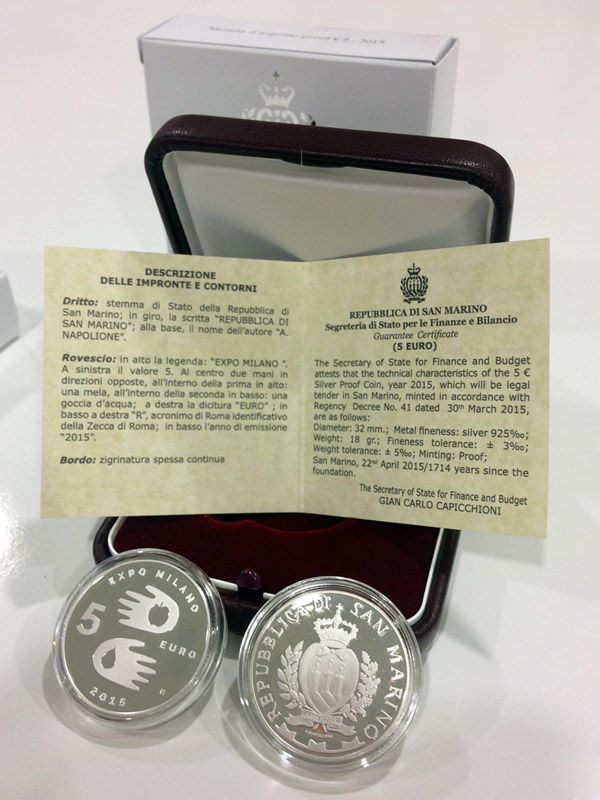 Moneta d'argento proof € 5 - 2015
DESCRIZIONE
DELLE IMPRONTE E CONTORNI
Dritto: stemma di Stato della Repubblica di
San Marino; in giro, la scritta "REPUBBLICA DI
SAN MARINO"; alla base, il nome dell'autore "A.
NAPOLIONE".
Rovescio: in alto la legenda: "EXPO MILANO ".
A sinistra il valore 5. Al centro due mani in
direzioni opposte, all'interno della prima in alto:
una mela, all'interno della seconda in basso: una
goccia d'acqua; a destra la dicitura "EURO" ; in
basso a destra "R", acronimo di Roma identificativo
della Zecca di Roma; in basso l'anno di emissione
"2015".
Bordo: zigrinatura spessa continua
REPUBBLICA DI SAN MARINO
Segreteria di Stato per le Finanze e Bilancio
Guarantee Certificate
(5 EURO)
The Secretary of State for Finance and Budget
attests that the technical characteristics of the 5 €
Silver Proof Coin, year 2015, which will be legal
tender in San Marino, minted in accordance with
Regency Decree No. 41 dated 30th March 2015,
are as follows:
Diameter: 32 mm.; Metal fineness: silver 925‰;
Weight: 18 gr.; Fineness tolerance: ± 3‰;
Weight tolerance: ± 5‰; Minting: Proof;
San Marino, 22nd April 2015/1714 years since the
foundation.
The Secretary of State for Finance and Budget
GIAN CARLO CAPICCHIONI
EXPO MILANO
5
EURO
2015
R
REPUBBLICA DI SAN MARINO
A.NAPOLIONE